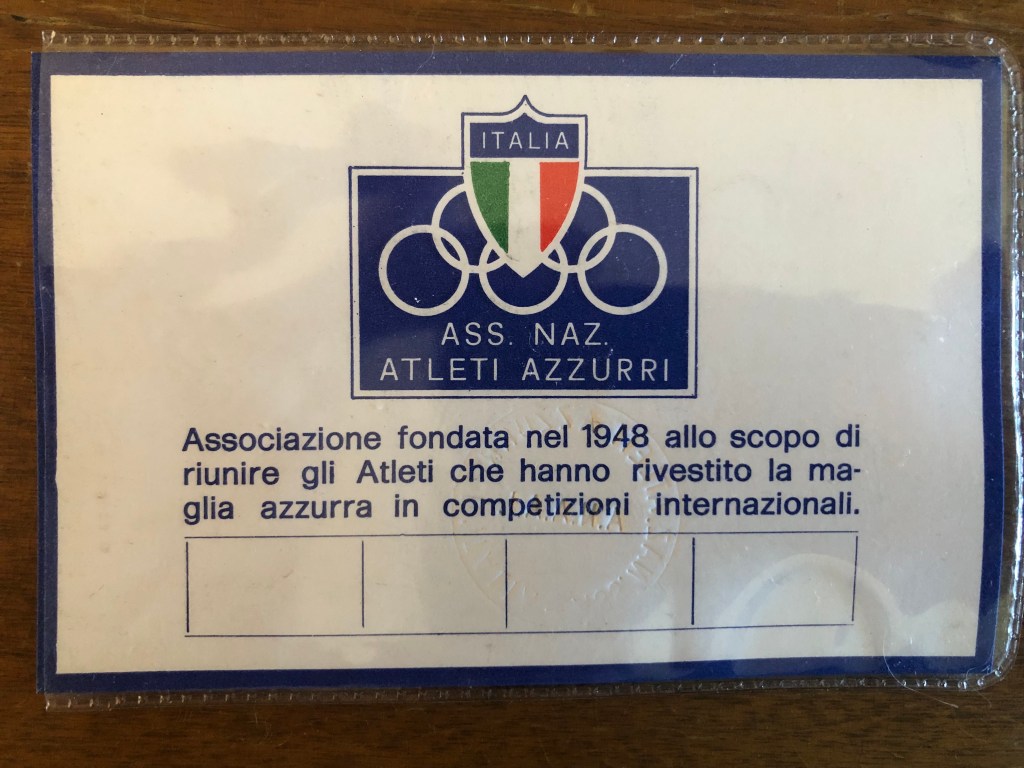 ITALIA
ASS. NAZ.
ATLETI AZZURRI
Associazione fondata nel 1948 allo scopo di
riunire gli Atleti che hanno rivestito la ma-
glia azzurra in competizioni internazionali.